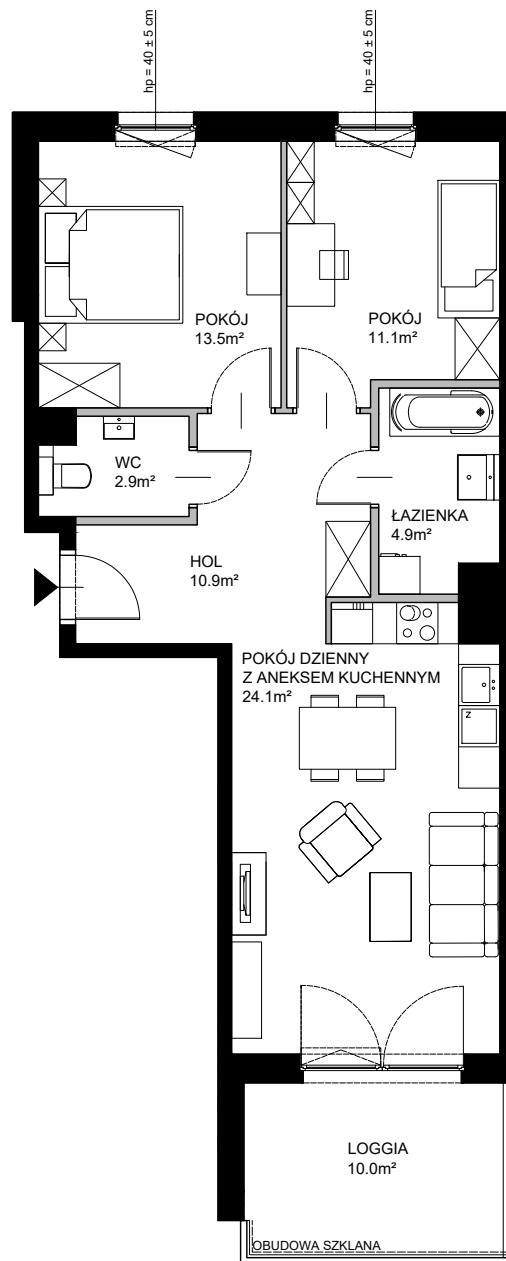 hp = 40 ± 5 cm
hp = 40 ± 5 cm
POKÓJ
13.5m²
POKÓJ
11.1m²
WC
2.9m²
ŁAZIENKA
4.9m²
HOL
10.9m²
POKÓJ DZIENNY
Z ANEKSEM KUCHENNYM
24.1m²
z
LOGGIA
10.0m²
OBUDOWA SZKLANA